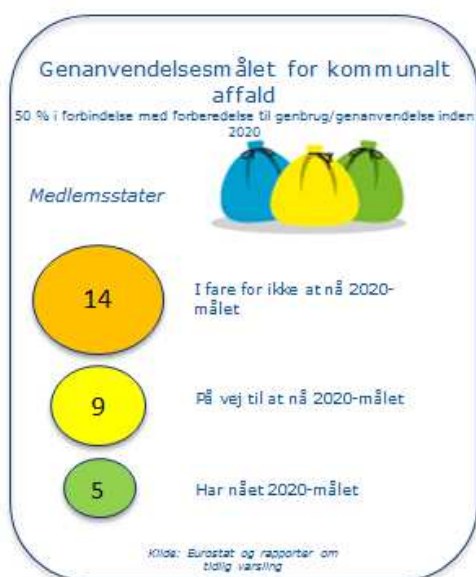 Genanvendelsesmålet for kommunalt
affald
50 % i forbindelse med forberedelse til genbrug/genanvendelse inden
2020
Medlemsstater
14
I fare for ikke at nå 2020-
målet
9
På vej til at nå 2020-målet
5
Har nået 2020-målet
Kilde: Eurostat og rapporter om
tidlig varsling